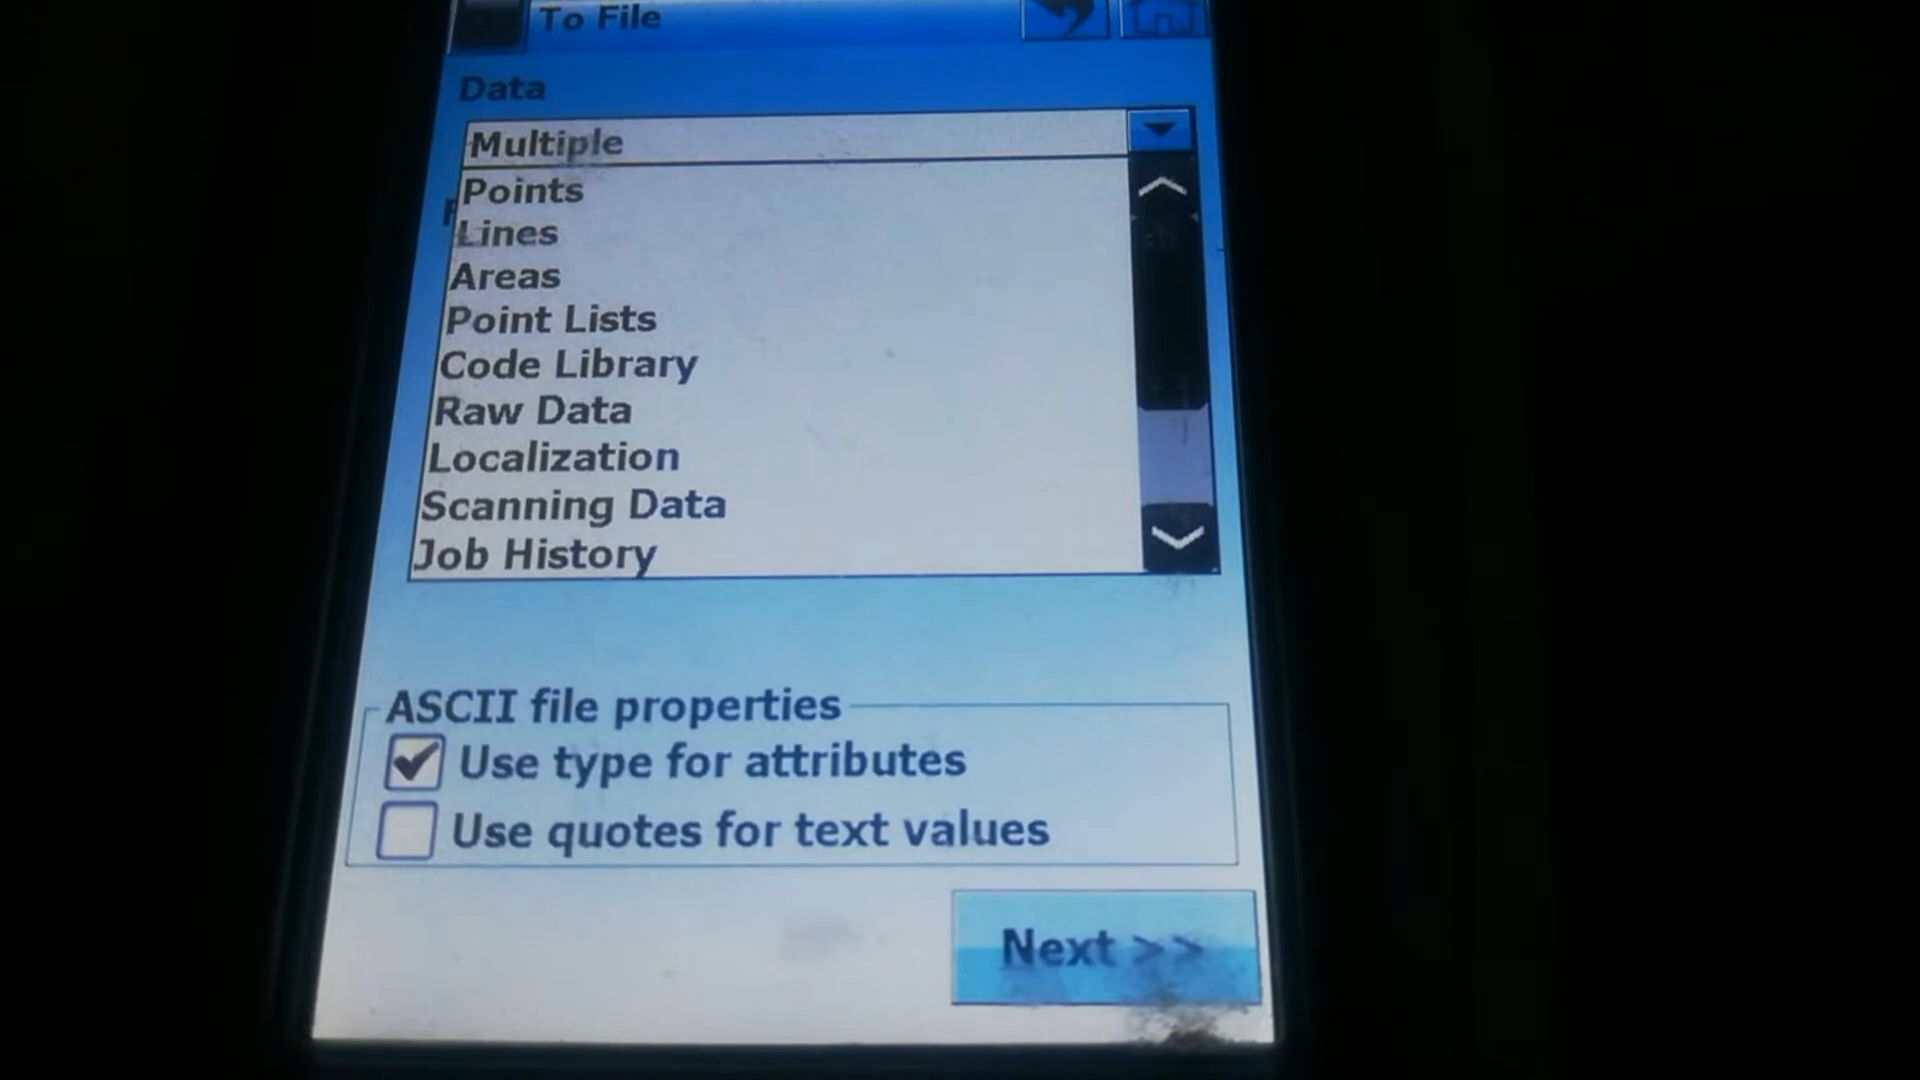 To File
Data
Multiple
Points
Lines
Areas
Point Lists
Code Library
Raw Data
Localization
Scanning Data
Job History
ASCII file properties
Use type for attributes
Use quotes for text values
Next >>